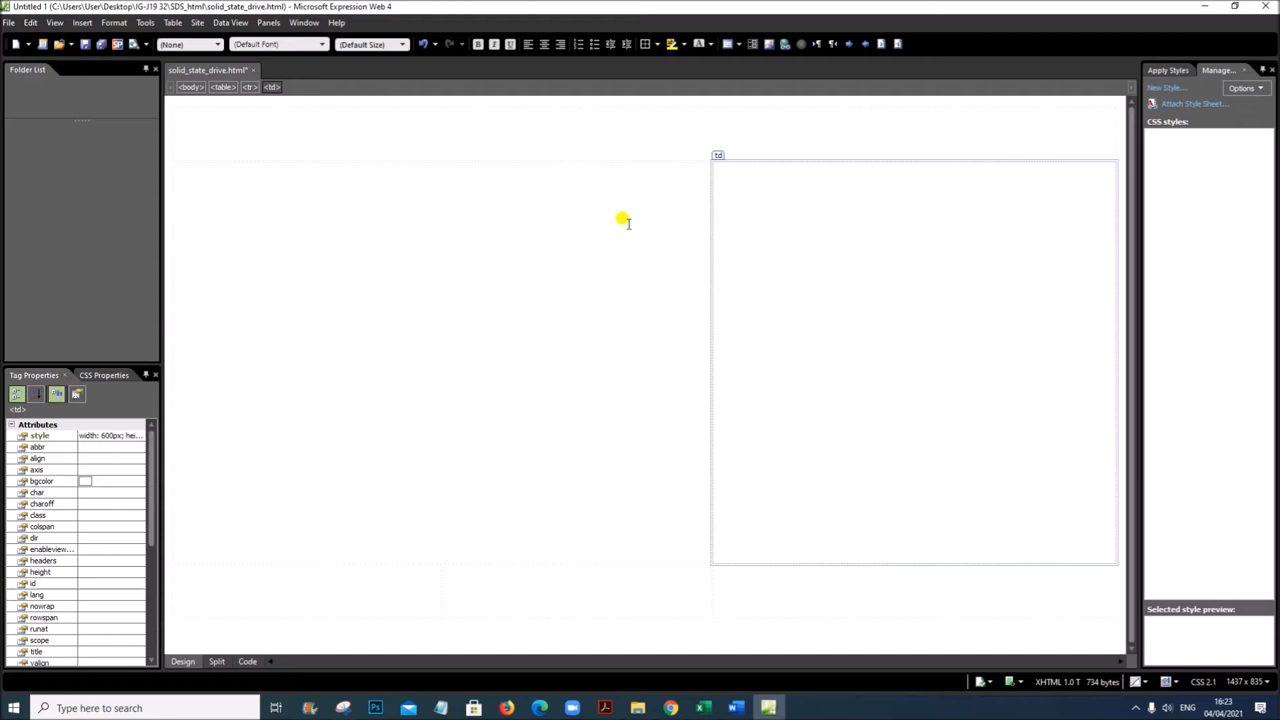 Untitled 1 (C:\Users\User\Desktop\IG-J19 32\SDS_html\solid_state_drive.html) - Microsoft Expression Web 4
File Edit View Insert Format Tools Table Site Data View Panels Window Help
(None) (Default Font) (Default Size) B I U
Folder List
solid_state_drive.html*
<body> <table> <tr> <td>
Apply Styles Manage...
New Style... Options
Attach Style Sheet...
CSS styles:
td
Tag Properties CSS Properties
<td>
Attributes
style width: 600px; hei...
abbr
align
axis
bgcolor
char
charoff
class
colspan
dir
enableview...
headers
height
id
lang
nowrap
rowspan
runat
scope
title
valign
Selected style preview:
Design Split Code
XHTML 1.0 T 734 bytes CSS 2.1 1437 x 835
Type here to search
ENG
16:23
04/04/2021